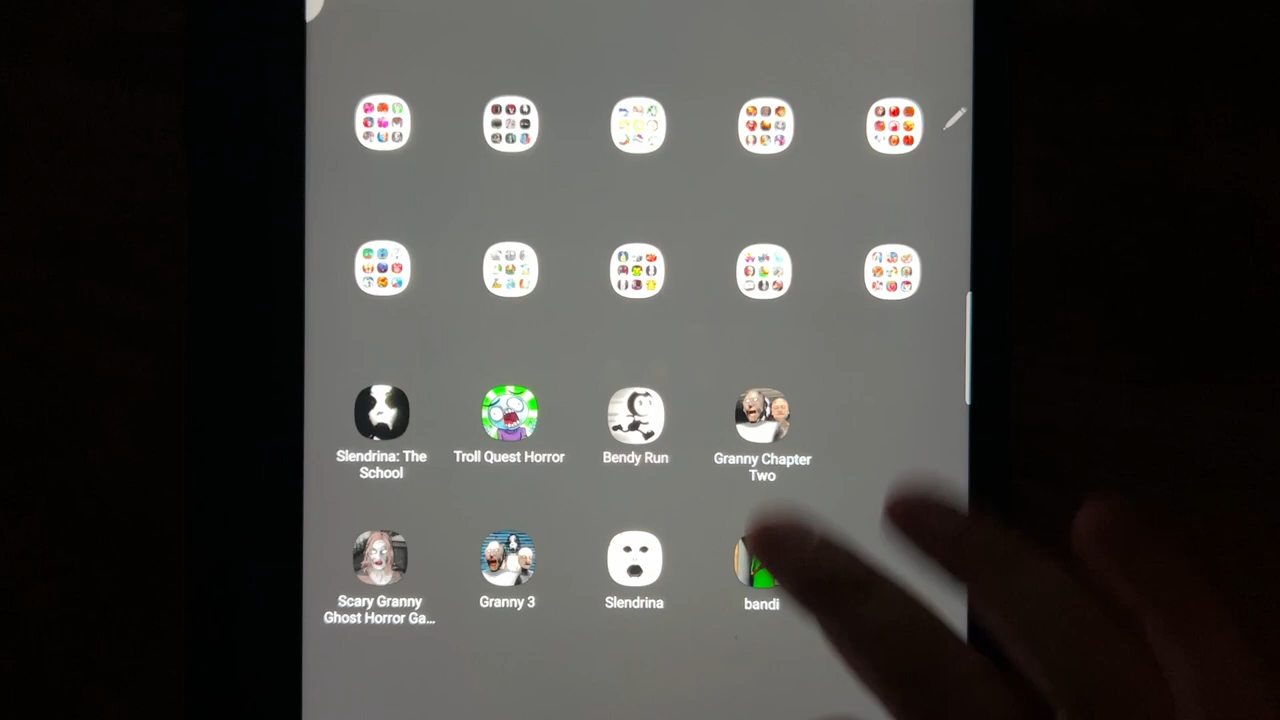 Slendrina: The
School
Troll Quest Horror
Bendy Run
Granny Chapter
Two
Scary Granny
Ghost Horror Ga...
Granny 3
Slendrina
bandi